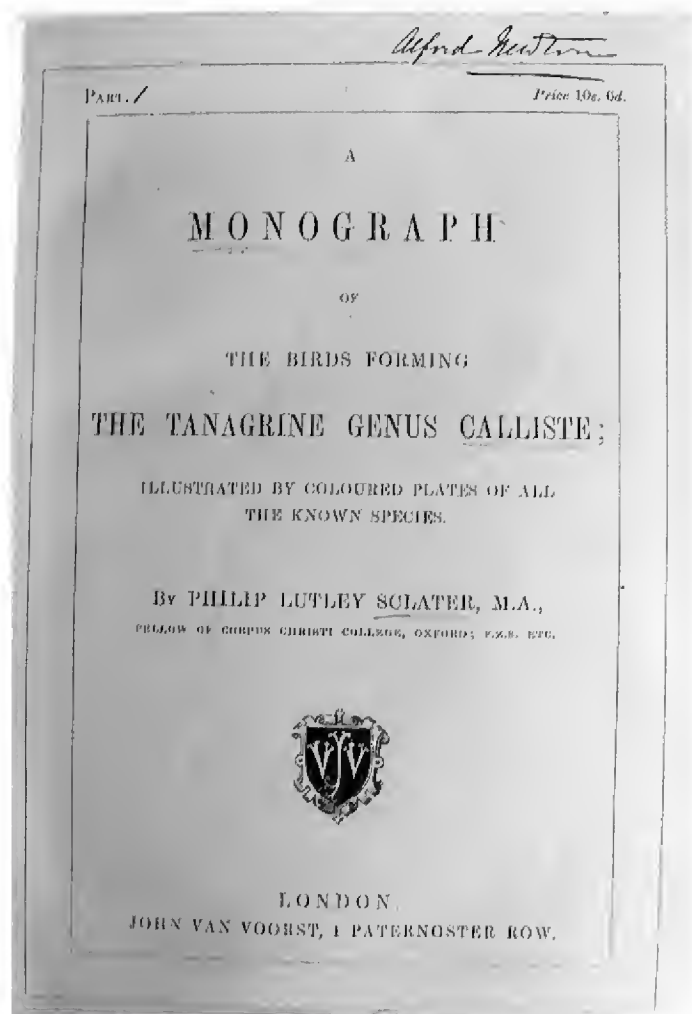 Alfred Newton
PART. 1 Price 10s. 6d.
A
MONOGRAPH
OF
THE BIRDS FORMING
THE TANAGRINE GENUS CALLISTE;
ILLUSTRATED BY COLOURED PLATES OF ALL
THE KNOWN SPECIES.
BY PHILIP LUTLEY SCLATER, M.A.,
FELLOW OF CORPUS CHRISTI COLLEGE, OXFORD; F.Z.S. ETC.
VJV
LONDON.
JOHN VAN VOORST, 1 PATERNOSTER ROW.